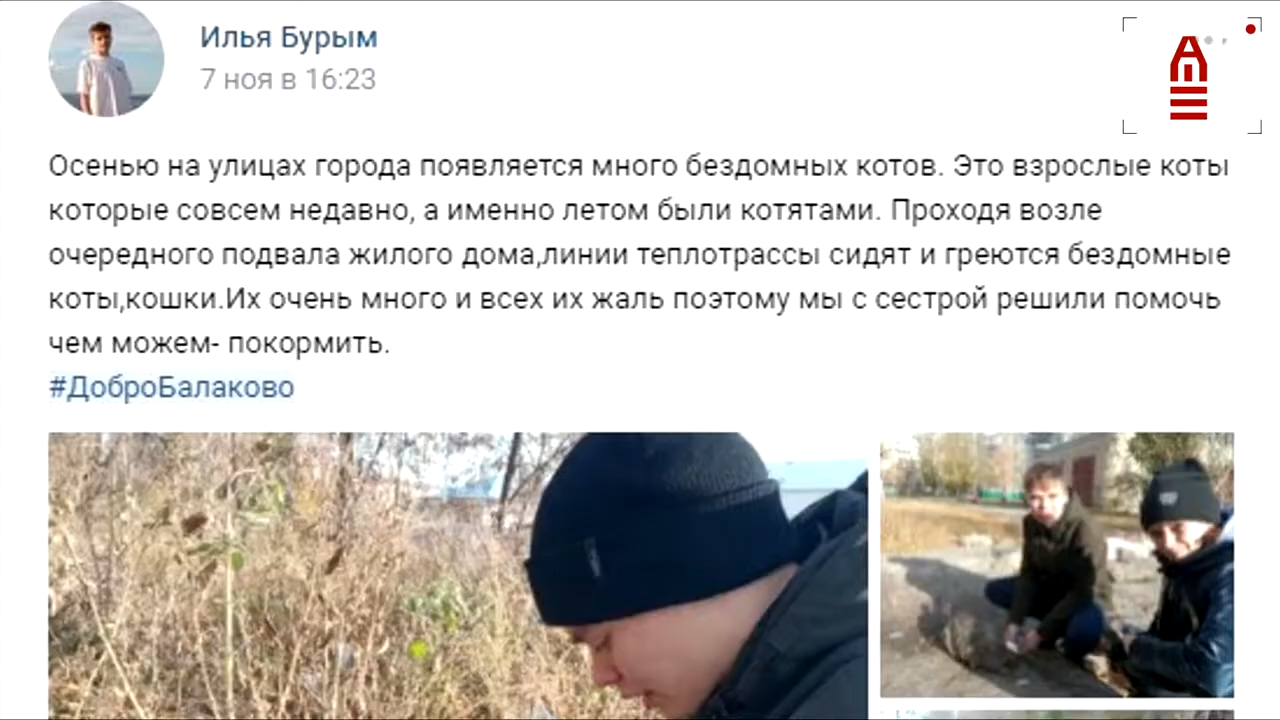 Илья Бурым
7 ноя в 16:23
Осенью на улицах города появляется много бездомных котов. Это взрослые коты
которые совсем недавно, а именно летом были котятами. Проходя возле
очередного подвала жилого дома,линии теплотрассы сидят и греются бездомные
коты,кошки.Их очень много и всех их жаль поэтому мы с сестрой решили помочь
чем можем- покормить.
#ДоброБалаково